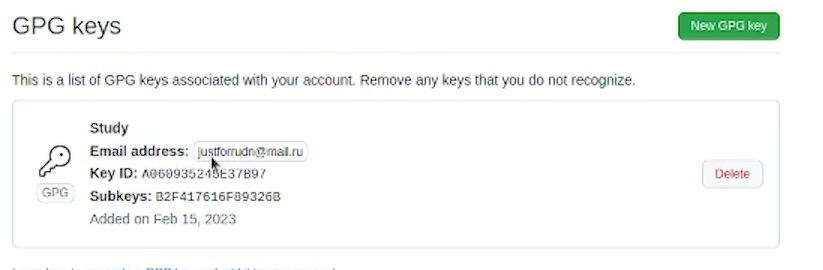 GPG keys
New GPG key
This is a list of GPG keys associated with your account. Remove any keys that you do not recognize.
Study
Email address: justforrudn@mail.ru
Key ID: A060935245E37B97
Subkeys: B2F417616F89326B
Added on Feb 15, 2023
GPG
Delete